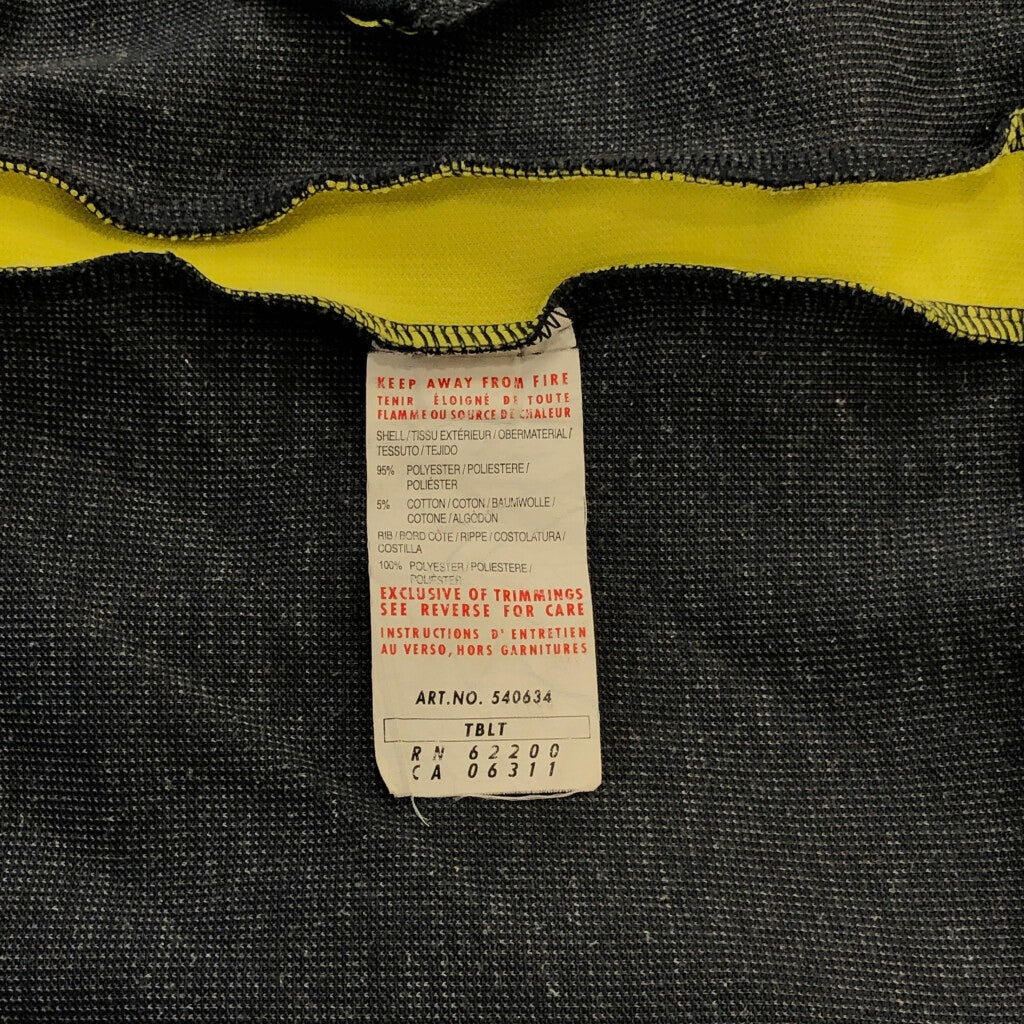 KEEP AWAY FROM FIRE
TENIR ÉLOIGNÉ DE TOUTE
FLAMME OU SOURCE DE CHALEUR
SHELL / TISSU EXTÉRIEUR / OBERMATERIAL /
TESSUTO / TEJIDO
95% POLYESTER / POLIESTERE /
POLIÉSTER
5% COTTON / COTON / BAUMWOLLE /
COTONE / ALGODÓN
RIB / BORD CÔTE / RIPPE / COSTOLATURA /
COSTILLA
100% POLYESTER / POLIESTERE /
POLIÉSTER
EXCLUSIVE OF TRIMMINGS
SEE REVERSE FOR CARE
INSTRUCTIONS D' ENTRETIEN
AU VERSO, HORS GARNITURES
ART.NO. 540634
TBLT
RN 62200
CA 06311